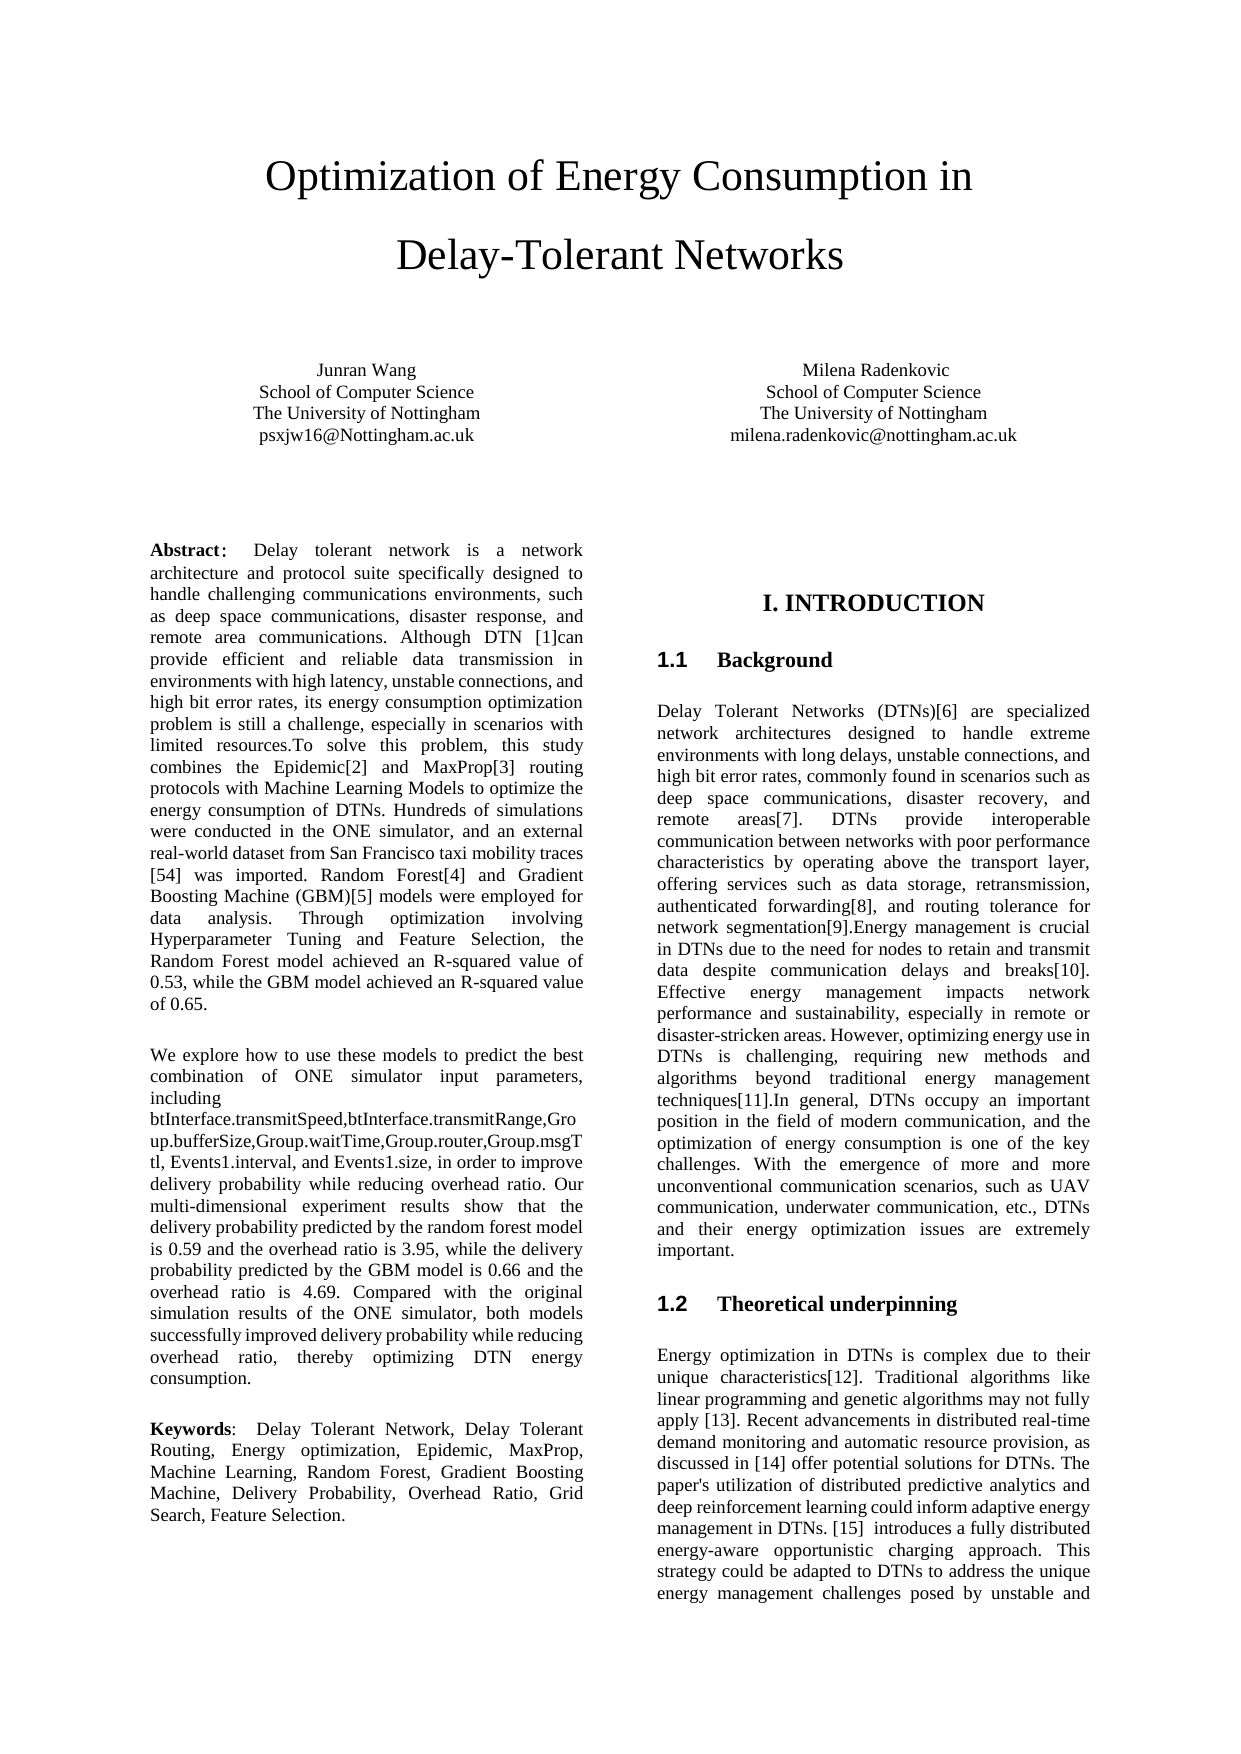 Optimization of Energy Consumption in
Delay-Tolerant Networks
Junran Wang
School of Computer Science
The University of Nottingham
psxjw16@Nottingham.ac.uk
Milena Radenkovic
School of Computer Science
The University of Nottingham
milena.radenkovic@nottingham.ac.uk
Abstract： Delay tolerant network is a network
architecture and protocol suite specifically designed to
handle challenging communications environments, such
as deep space communications, disaster response, and
remote area communications. Although DTN [1]can
provide efficient and reliable data transmission in
environments with high latency, unstable connections, and
high bit error rates, its energy consumption optimization
problem is still a challenge, especially in scenarios with
limited resources.To solve this problem, this study
combines the Epidemic[2] and MaxProp[3] routing
protocols with Machine Learning Models to optimize the
energy consumption of DTNs. Hundreds of simulations
were conducted in the ONE simulator, and an external
real-world dataset from San Francisco taxi mobility traces
[54] was imported. Random Forest[4] and Gradient
Boosting Machine (GBM)[5] models were employed for
data analysis. Through optimization involving
Hyperparameter Tuning and Feature Selection, the
Random Forest model achieved an R-squared value of
0.53, while the GBM model achieved an R-squared value
of 0.65.
We explore how to use these models to predict the best
combination of ONE simulator input parameters,
including
btInterface.transmitSpeed,btInterface.transmitRange,Gro
up.bufferSize,Group.waitTime,Group.router,Group.msgT
tl, Events1.interval, and Events1.size, in order to improve
delivery probability while reducing overhead ratio. Our
multi-dimensional experiment results show that the
delivery probability predicted by the random forest model
is 0.59 and the overhead ratio is 3.95, while the delivery
probability predicted by the GBM model is 0.66 and the
overhead ratio is 4.69. Compared with the original
simulation results of the ONE simulator, both models
successfully improved delivery probability while reducing
overhead ratio, thereby optimizing DTN energy
consumption.
Keywords: Delay Tolerant Network, Delay Tolerant
Routing, Energy optimization, Epidemic, MaxProp,
Machine Learning, Random Forest, Gradient Boosting
Machine, Delivery Probability, Overhead Ratio, Grid
Search, Feature Selection.
I. INTRODUCTION
1.1 Background
Delay Tolerant Networks (DTNs)[6] are specialized
network architectures designed to handle extreme
environments with long delays, unstable connections, and
high bit error rates, commonly found in scenarios such as
deep space communications, disaster recovery, and
remote areas[7]. DTNs provide interoperable
communication between networks with poor performance
characteristics by operating above the transport layer,
offering services such as data storage, retransmission,
authenticated forwarding[8], and routing tolerance for
network segmentation[9].Energy management is crucial
in DTNs due to the need for nodes to retain and transmit
data despite communication delays and breaks[10].
Effective energy management impacts network
performance and sustainability, especially in remote or
disaster-stricken areas. However, optimizing energy use in
DTNs is challenging, requiring new methods and
algorithms beyond traditional energy management
techniques[11].In general, DTNs occupy an important
position in the field of modern communication, and the
optimization of energy consumption is one of the key
challenges. With the emergence of more and more
unconventional communication scenarios, such as UAV
communication, underwater communication, etc., DTNs
and their energy optimization issues are extremely
important.
1.2 Theoretical underpinning
Energy optimization in DTNs is complex due to their
unique characteristics[12]. Traditional algorithms like
linear programming and genetic algorithms may not fully
apply [13]. Recent advancements in distributed real-time
demand monitoring and automatic resource provision, as
discussed in [14] offer potential solutions for DTNs. The
paper's utilization of distributed predictive analytics and
deep reinforcement learning could inform adaptive energy
management in DTNs. [15] introduces a fully distributed
energy-aware opportunistic charging approach. This
strategy could be adapted to DTNs to address the unique
energy management challenges posed by unstable and